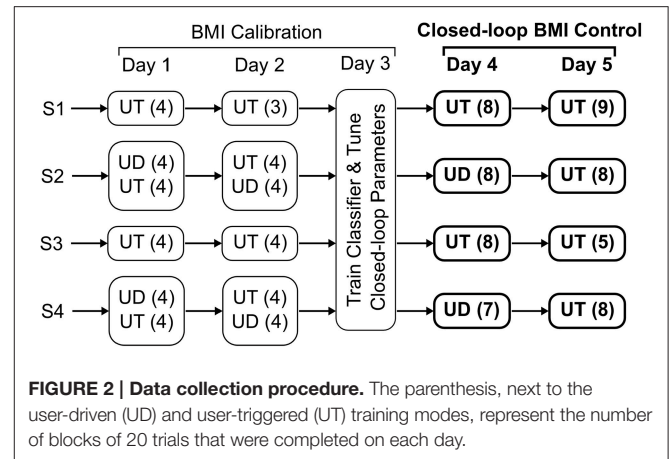 BMI Calibration
Closed-loop BMI Control
Day 1 Day 2 Day 3 Day 4 Day 5
S1 UT (4) UT (3) UT (8) UT (9)
S2 UD (4) UT (4) UD (8) UT (8)
UT (4) UD (4)
S3 UT (4) UT (4) UT (8) UT (5)
S4 UD (4) UT (4) UD (7) UT (8)
UT (4) UD (4)
Train Classifier & Tune
Closed-loop Parameters
FIGURE 2 | Data collection procedure. The parenthesis, next to the
user-driven (UD) and user-triggered (UT) training modes, represent the number
of blocks of 20 trials that were completed on each day.